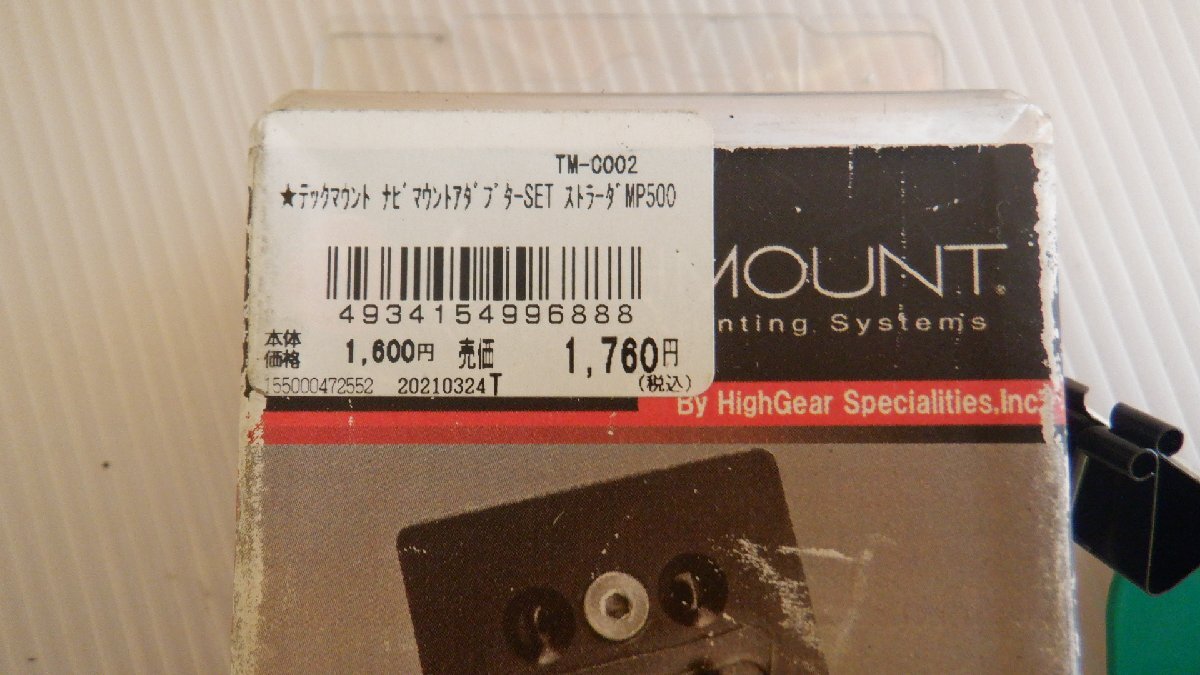 TM-C002
★ﾃｯｸﾏｳﾝﾄ ﾅﾋﾞﾏｳﾝﾄｱﾀﾞﾌﾟﾀｰSET ｽﾄﾗｰﾀﾞMP500
4934154996888
本体価格 1,600円 売価 1,760円
(税込)
155000472552 20210324T
MOUNT®
nting Systems
By HighGear Specialities,Inc.